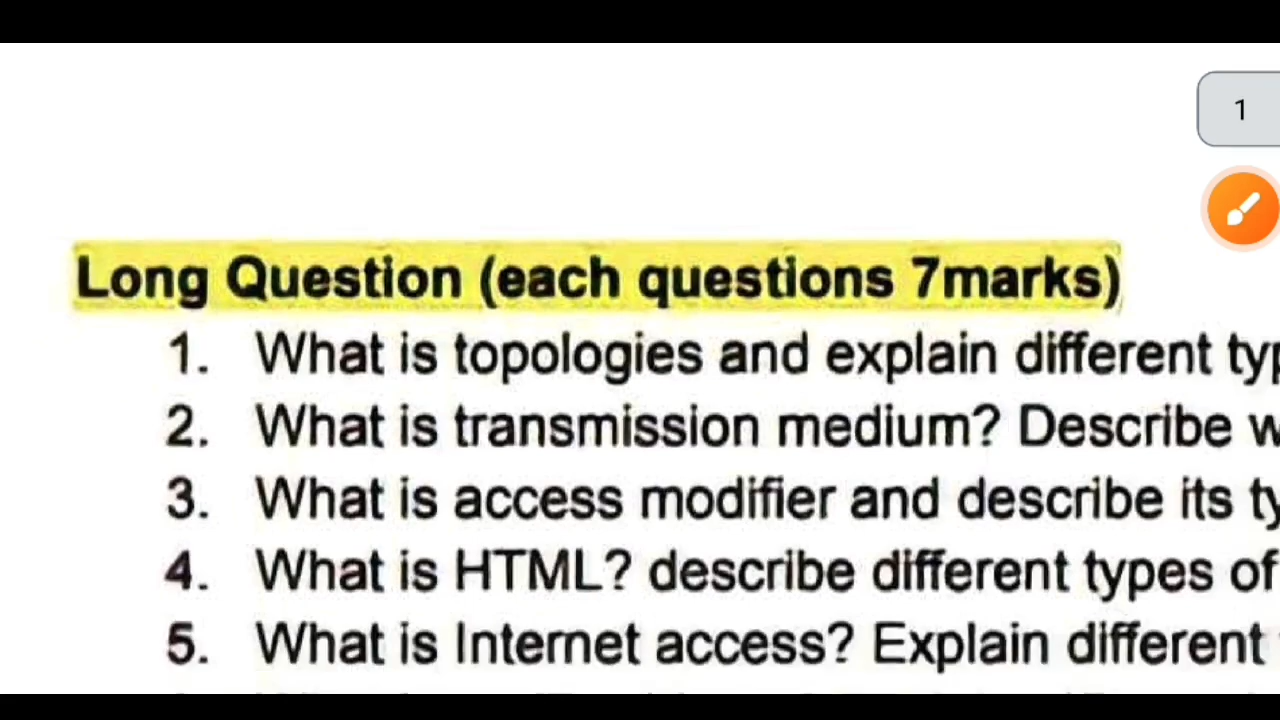 1
Long Question (each questions 7marks)
1. What is topologies and explain different
2. What is transmission medium? Describe
3. What is access modifier and describe its
4. What is HTML? describe different types of
5. What is Internet access? Explain different